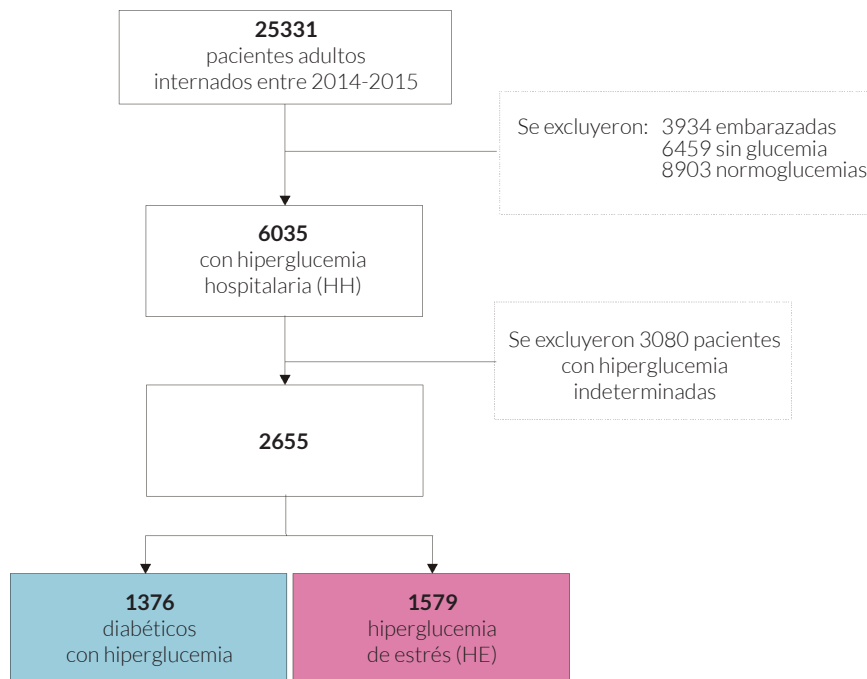 25331
pacientes adultos
internados entre 2014-2015
Se excluyeron: 3934 embarazadas
6459 sin glucemia
8903 normoglucemias
6035
con hiperglucemia
hospitalaria (HH)
Se excluyeron 3080 pacientes
con hiperglucemia
indeterminadas
2655
1376
diabéticos
con hiperglucemia
1579
hiperglucemia
de estrés (HE)